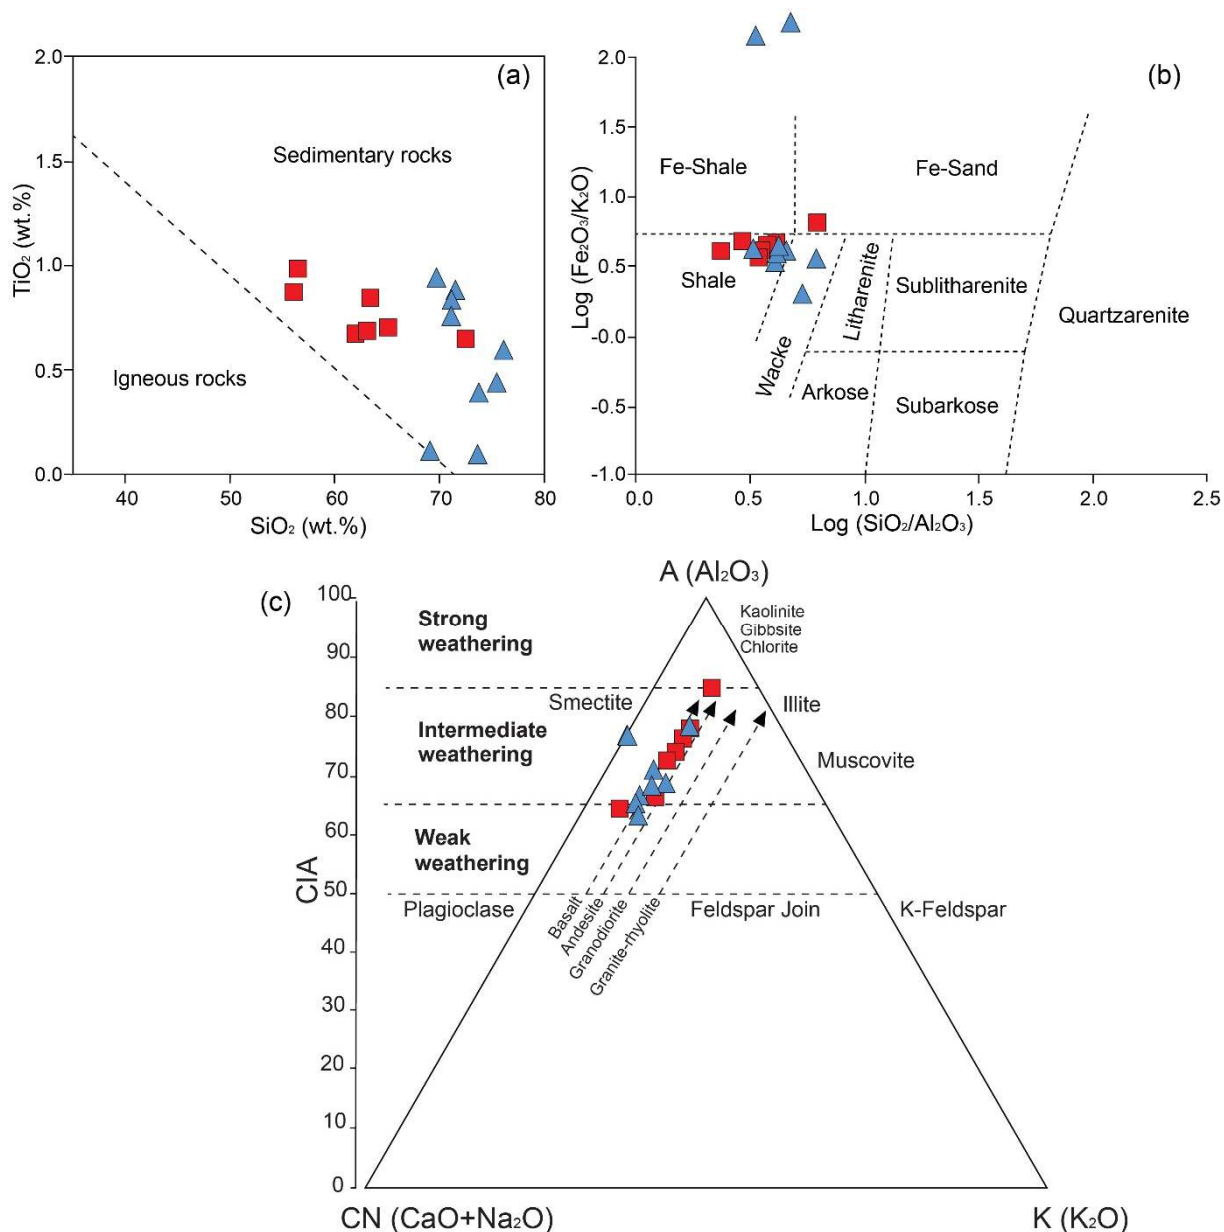 (a)
2.0
1.5
1.0
0.5
0.0
TiO₂ (wt.%)
Sedimentary rocks
Igneous rocks
40
50
60
70
80
SiO₂ (wt.%)
(b)
2.0
1.5
1.0
0.5
-0.0
-0.5
-1.0
Log (Fe₂O₃/K₂O)
Fe-Shale
Fe-Sand
Shale
Wacke
Litharenite
Sublitharenite
Quartzarenite
Arkose
Subarkose
0.0
0.5
1.0
1.5
2.0
2.5
Log (SiO₂/Al₂O₃)
(c)
A (Al₂O₃)
100
90
80
70
60
50
40
30
20
10
0
CIA
Strong
weathering
Kaolinite
Gibbsite
Chlorite
Smectite
Illite
Intermediate
weathering
Muscovite
Weak
weathering
Plagioclase
Basalt
Andesite
Granodiorite
Granite-rhyolite
Feldspar Join
K-Feldspar
CN (CaO+Na₂O)
K (K₂O)